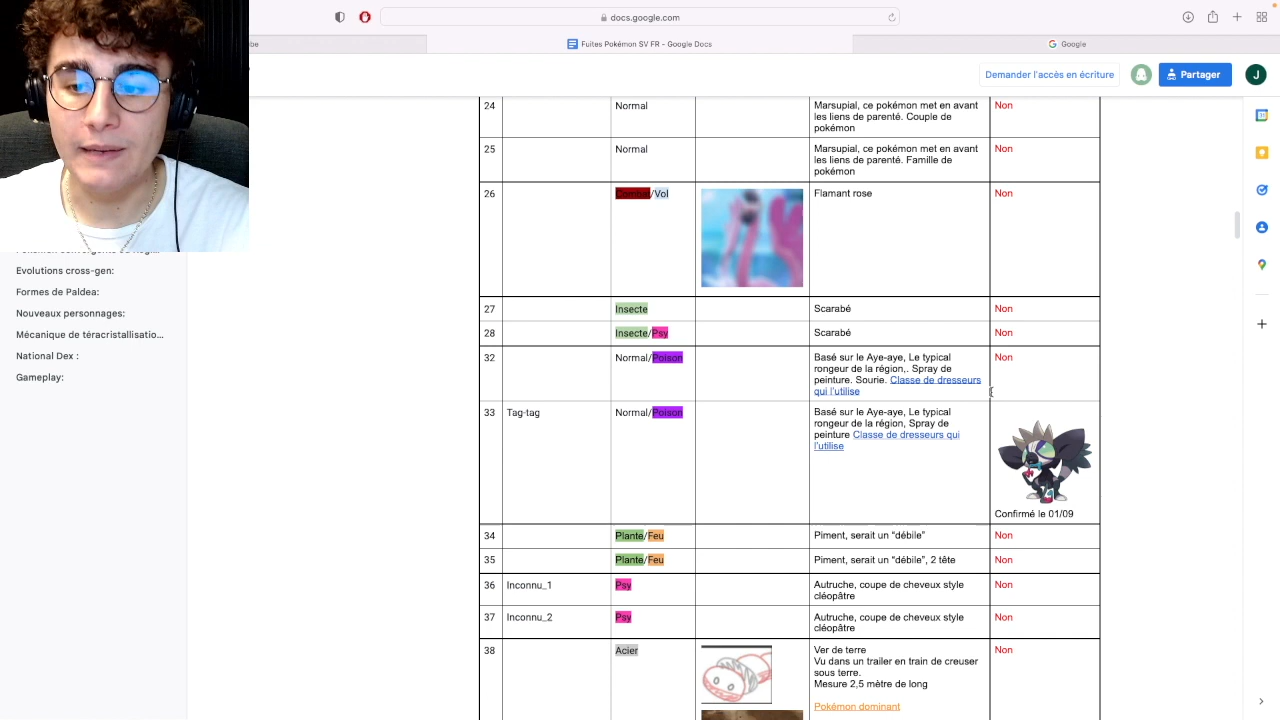 docs.google.com
be
Fuites Pokémon SV FR - Google Docs
Google
Demander l'accès en écriture
Partager
J
Evolutions cross-gen:
Formes de Paldea:
Nouveaux personnages:
Mécanique de téracristallisatio...
National Dex :
Gameplay:
24
Normal
Marsupial, ce pokémon met en avant
les liens de parenté. Couple de
pokémon
Non
25
Normal
Marsupial, ce pokémon met en avant
les liens de parenté. Famille de
pokémon
Non
26
Combat/Vol
Flamant rose
Non
27
Insecte
Scarabé
Non
28
Insecte/Psy
Scarabé
Non
32
Normal/Poison
Basé sur le Aye-aye, Le typical
rongeur de la région,. Spray de
peinture. Sourie. Classe de dresseurs
qui l'utilise
Non
33
Tag-tag
Normal/Poison
Basé sur le Aye-aye, Le typical
rongeur de la région, Spray de
peinture Classe de dresseurs qui
l'utilise
Confirmé le 01/09
34
Plante/Feu
Piment, serait un "débile"
Non
35
Plante/Feu
Piment, serait un "débile", 2 tête
Non
36
Inconnu_1
Psy
Autruche, coupe de cheveux style
cléopâtre
Non
37
Inconnu_2
Psy
Autruche, coupe de cheveux style
cléopâtre
Non
38
Acier
Ver de terre
Vu dans un trailer en train de creuser
sous terre.
Mesure 2,5 mètre de long
Pokémon dominant
Non